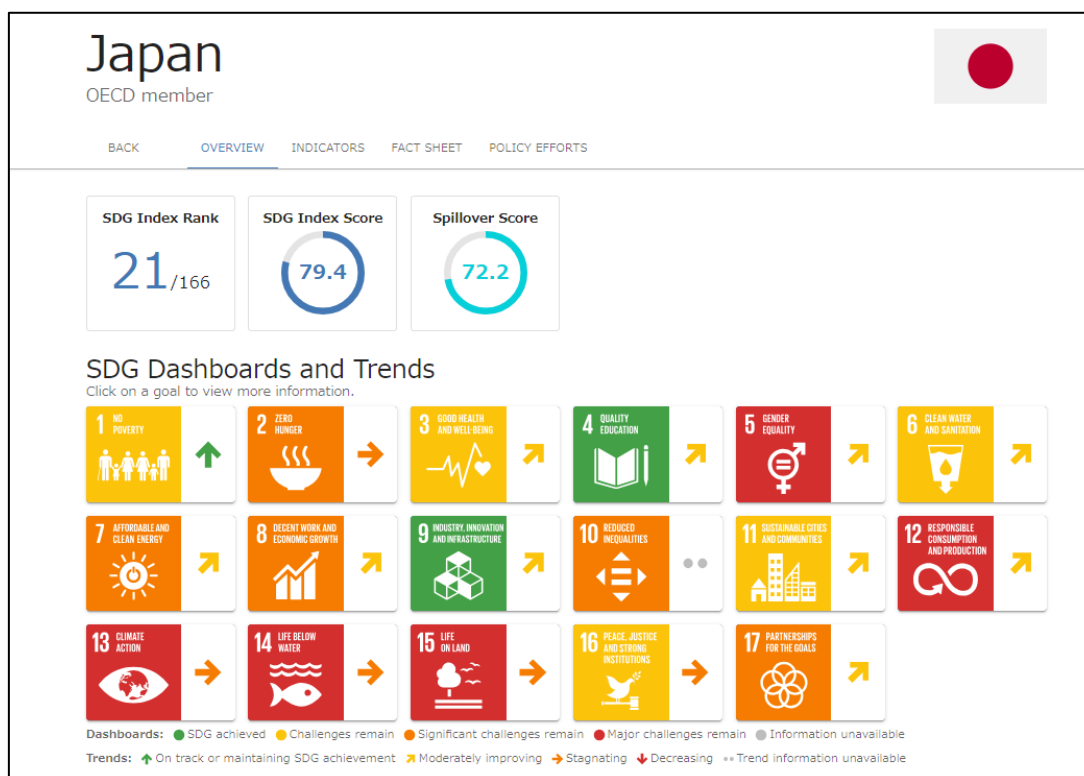 Japan
OECD member
BACK OVERVIEW INDICATORS FACT SHEET POLICY EFFORTS
SDG Index Rank
21/166
SDG Index Score
79.4
Spillover Score
72.2
SDG Dashboards and Trends
Click on a goal to view more information.
1 NO
POVERTY
2 ZERO
HUNGER
3 GOOD HEALTH
AND WELL-BEING
4 QUALITY
EDUCATION
5 GENDER
EQUALITY
6 CLEAN WATER
AND SANITATION
7 AFFORDABLE AND
CLEAN ENERGY
8 DECENT WORK AND
ECONOMIC GROWTH
9 INDUSTRY, INNOVATION
AND INFRASTRUCTURE
10 REDUCED
INEQUALITIES
11 SUSTAINABLE CITIES
AND COMMUNITIES
12 RESPONSIBLE
CONSUMPTION
AND PRODUCTION
13 CLIMATE
ACTION
14 LIFE BELOW
WATER
15 LIFE
ON LAND
16 PEACE, JUSTICE
AND STRONG
INSTITUTIONS
17 PARTNERSHIPS
FOR THE GOALS
Dashboards: SDG achieved Challenges remain Significant challenges remain Major challenges remain Information unavailable
Trends: On track or maintaining SDG achievement Moderately improving Stagnating Decreasing Trend information unavailable